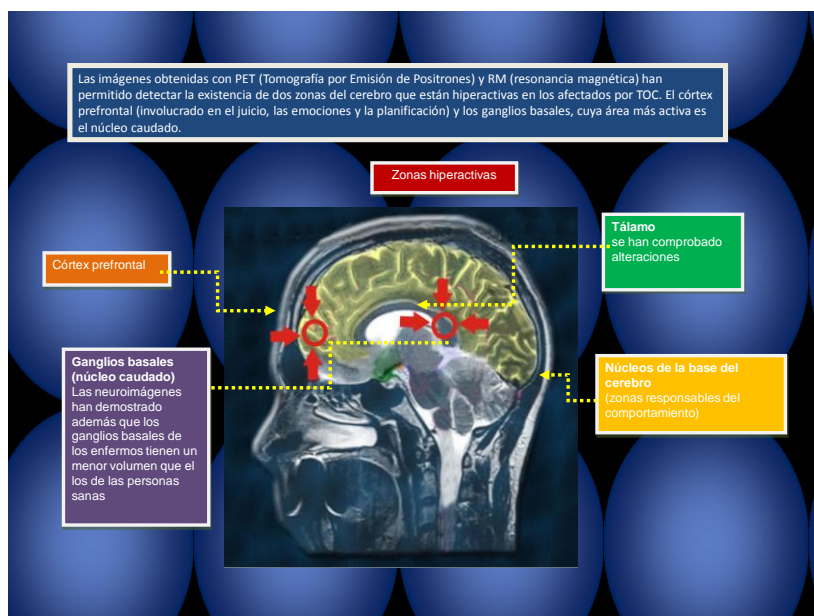 Las imágenes obtenidas con PET (Tomografía por Emisión de Positrones) y RM (resonancia magnética) han
permitido detectar la existencia de dos zonas del cerebro que están hiperactivas en los afectados por TOC. El córtex
prefrontal (involucrado en el juicio, las emociones y la planificación) y los ganglios basales, cuya área más activa es
el núcleo caudado.
Zonas hiperactivas
Tálamo
se han comprobado
alteraciones
Córtex prefrontal
Ganglios basales
(núcleo caudado)
Las neuroimágenes
han demostrado
además que los
ganglios basales de
los enfermos tienen un
menor volumen que el
los de las personas
sanas
Núcleos de la base del
cerebro
(zonas responsables del
comportamiento)